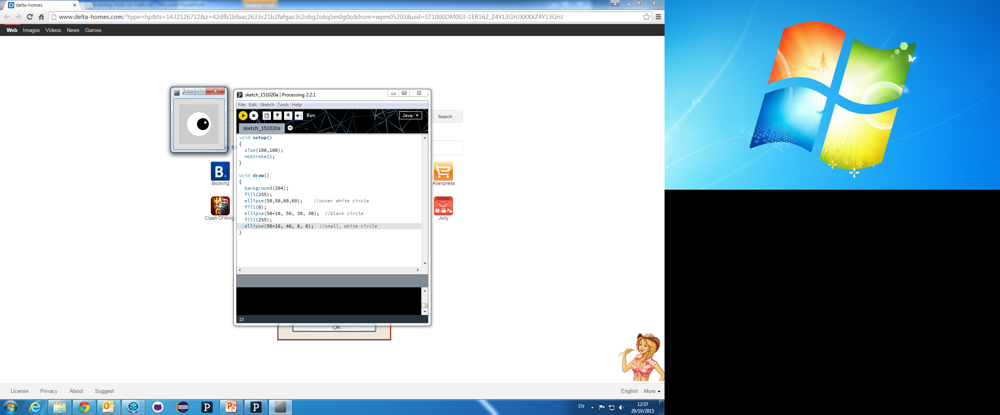 delta-homes
www.delta-homes.com/?type=hp&ts=1432126712&z=42dfb1bfaac2633c21b2fafgaz3c2obg2o6q5m0g0o&from=wpm05203&uid=ST1000DM003-1ER162_Z4Y13GHJXXXXZ4Y13GHJ
Web Images Videos News Games
sketch_151020a | Processing 2.2.1
File Edit Sketch Tools Help
Run
Java
sketch_151020a
void setup()
{
size(100,100);
noStroke();
}
void draw()
{
background(204);
fill(255);
ellipse(50,50,60,60); //outer white circle
fill(0);
ellipse(50+10, 50, 30, 30); //black circle
fill(255);
ellipse(50+16, 46, 6, 6); //small, white circle
}
15
Search
B.
Booking
Aliexpress
Clash Of King
Jolly
OK
License Privacy About Suggest
English More
EN
12:57
20/10/2015